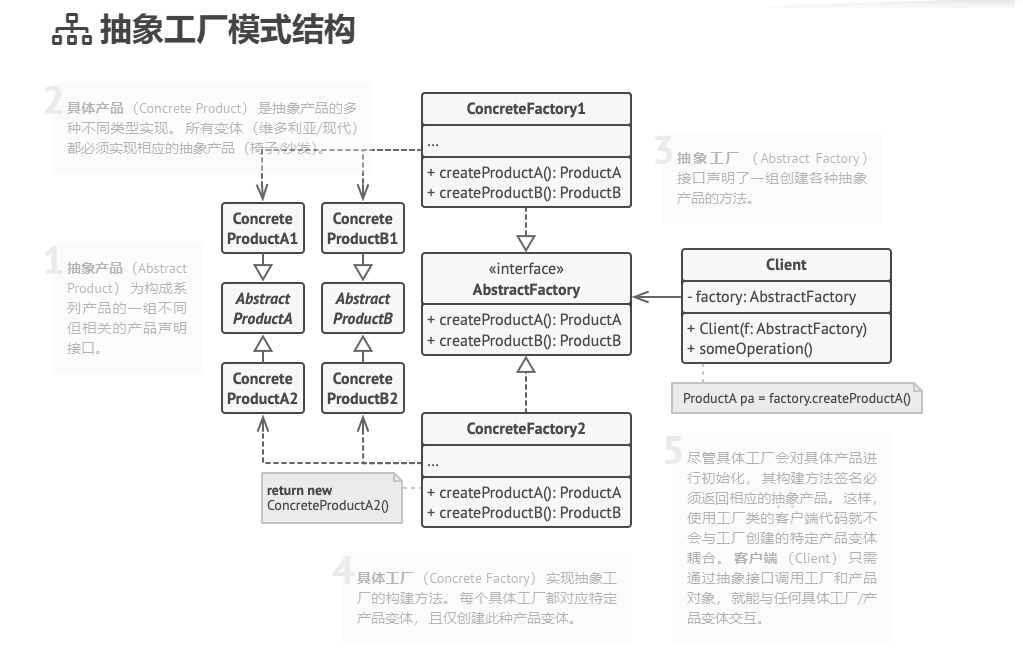 抽象工厂模式结构
2
具体产品（Concrete Product） 是抽象产品的多
种不同类型实现。 所有变体（维多利亚/现代）
都必须实现相应的抽象产品（椅子/沙发）。
ConcreteFactory1
...
+ createProductA(): ProductA
+ createProductB(): ProductB
3
抽象工厂 （Abstract Factory）
接口声明了一组创建各种抽象
产品的方法。
Concrete
ProductA1
Concrete
ProductB1
1
抽象产品（Abstract
Product） 为构成系
列产品的一组不同
但相关的产品声明
接口。
Abstract
ProductA
Abstract
ProductB
«interface»
AbstractFactory
+ createProductA(): ProductA
+ createProductB(): ProductB
Client
- factory: AbstractFactory
+ Client(f: AbstractFactory)
+ someOperation()
Concrete
ProductA2
Concrete
ProductB2
ProductA pa = factory.createProductA()
ConcreteFactory2
...
+ createProductA(): ProductA
+ createProductB(): ProductB
return new
ConcreteProductA2()
5
尽管具体工厂会对具体产品进
行初始化， 其构建方法签名必
须返回相应的抽象产品。 这样，
使用工厂类的客户端代码就不
会与工厂创建的特定产品变体
耦合。 客户端 （Client） 只需
通过抽象接口调用工厂和产品
对象， 就能与任何具体工厂/产
品变体交互。
4
具体工厂 （Concrete Factory） 实现抽象工
厂的构建方法。 每个具体工厂都对应特定
产品变体， 且仅创建此种产品变体。